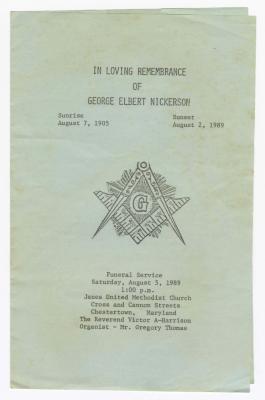 IN LOVING REMEMBRANCE
OF
GEORGE ELBERT NICKERSON
Sunrise
August 7, 1905
Sunset
August 2, 1989
G
Funeral Service
Saturday, August 5, 1989
1:00 p.m.
Janes United Methodist Church
Cross and Cannum Streets
Chestertown, Maryland
The Reverend Victor A-Harrison
Organist - Mr. Gregory Thomas